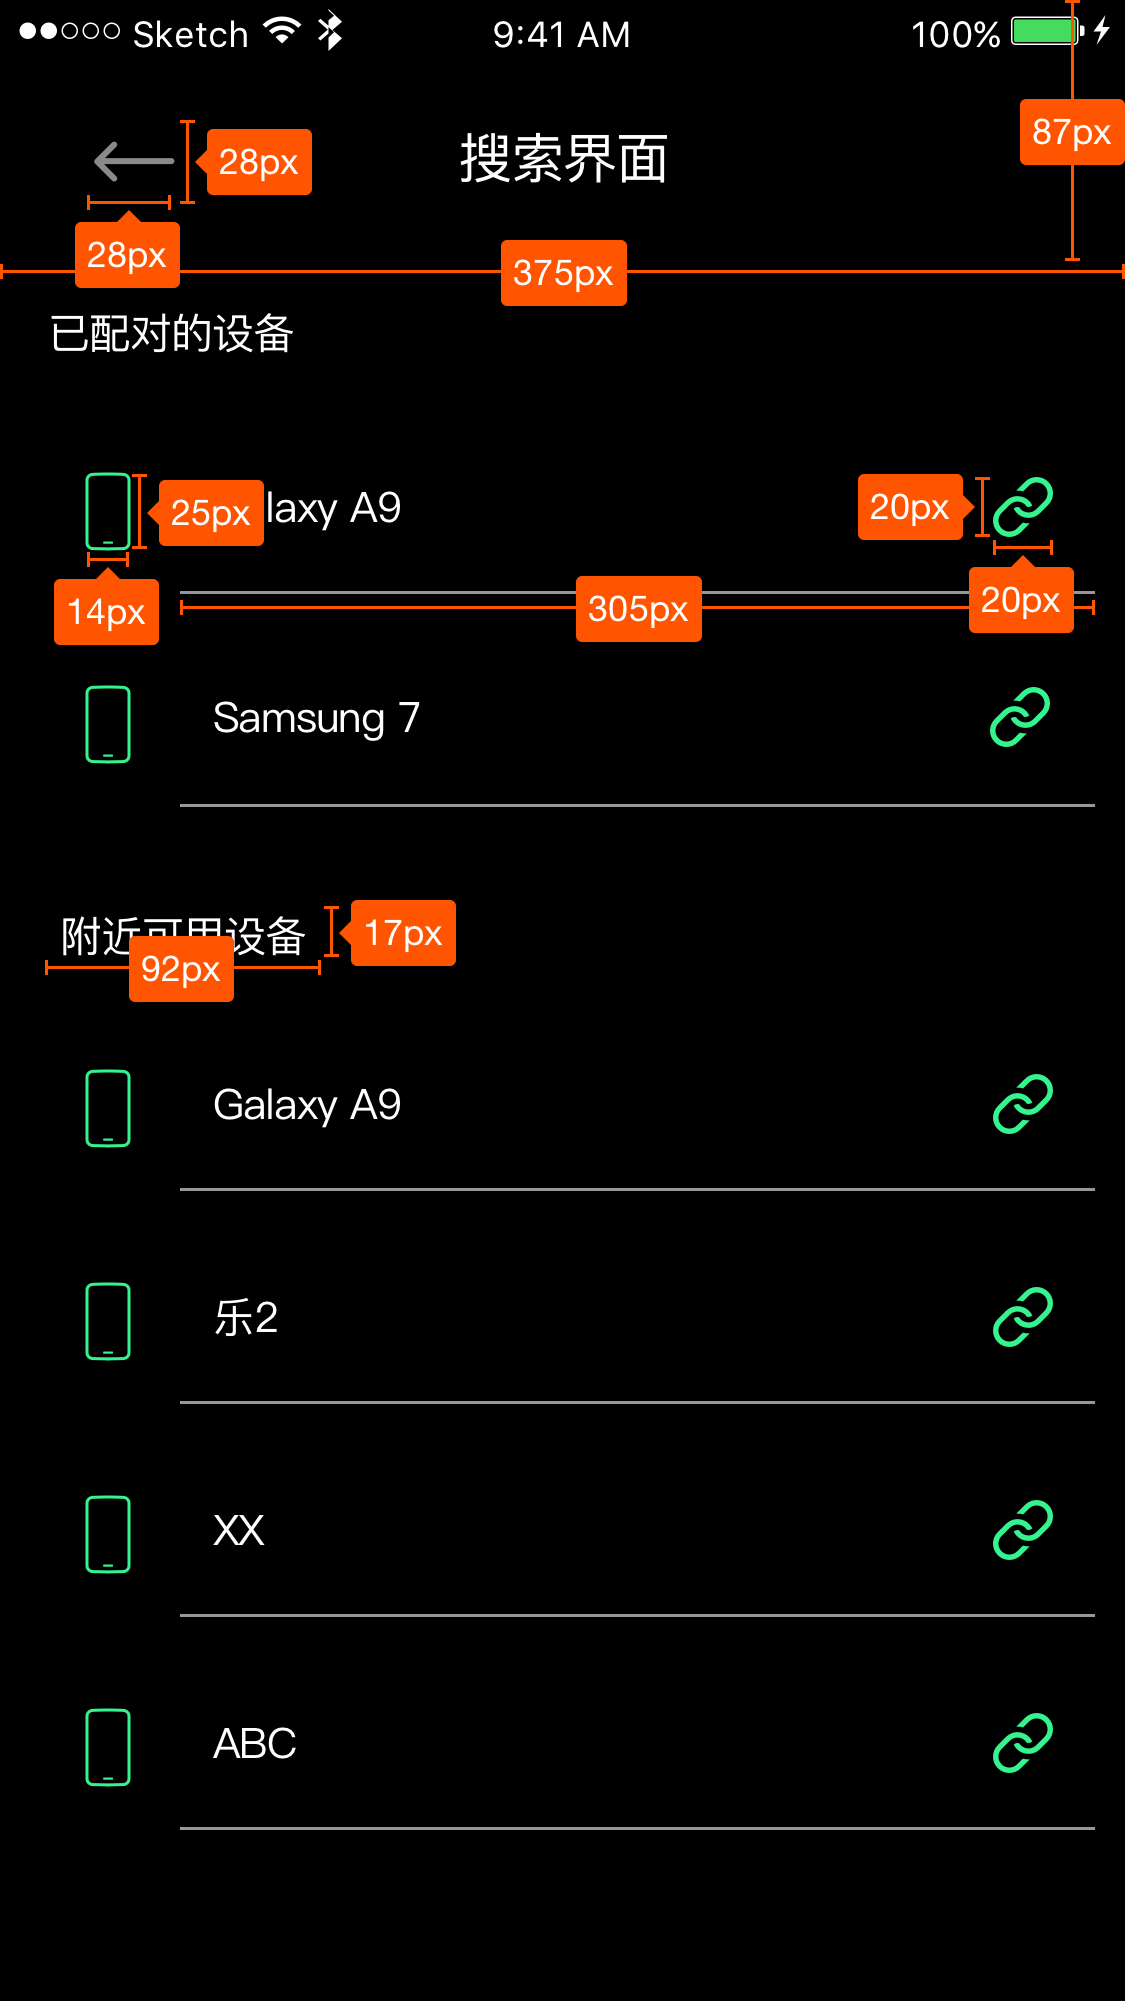 Sketch 9:41 AM 100%
87px
28px 搜索界面
28px
375px
已配对的设备
25px laxy A9 20px
14px 305px 20px
Samsung 7
附近可用设备 17px
92px
Galaxy A9
乐2
XX
ABC